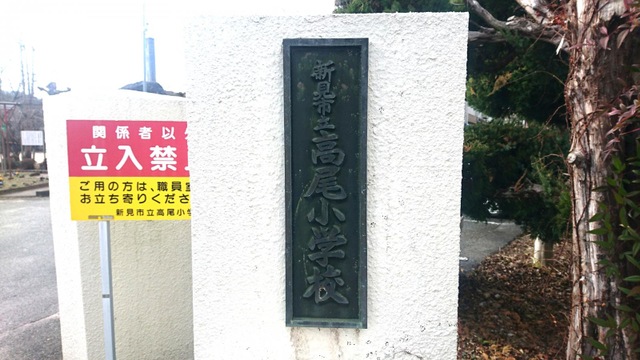 関係者以
立入禁
ご用の方は、職員室
お立ち寄りくださ
新見市立高尾小学
新見市立高尾小学校